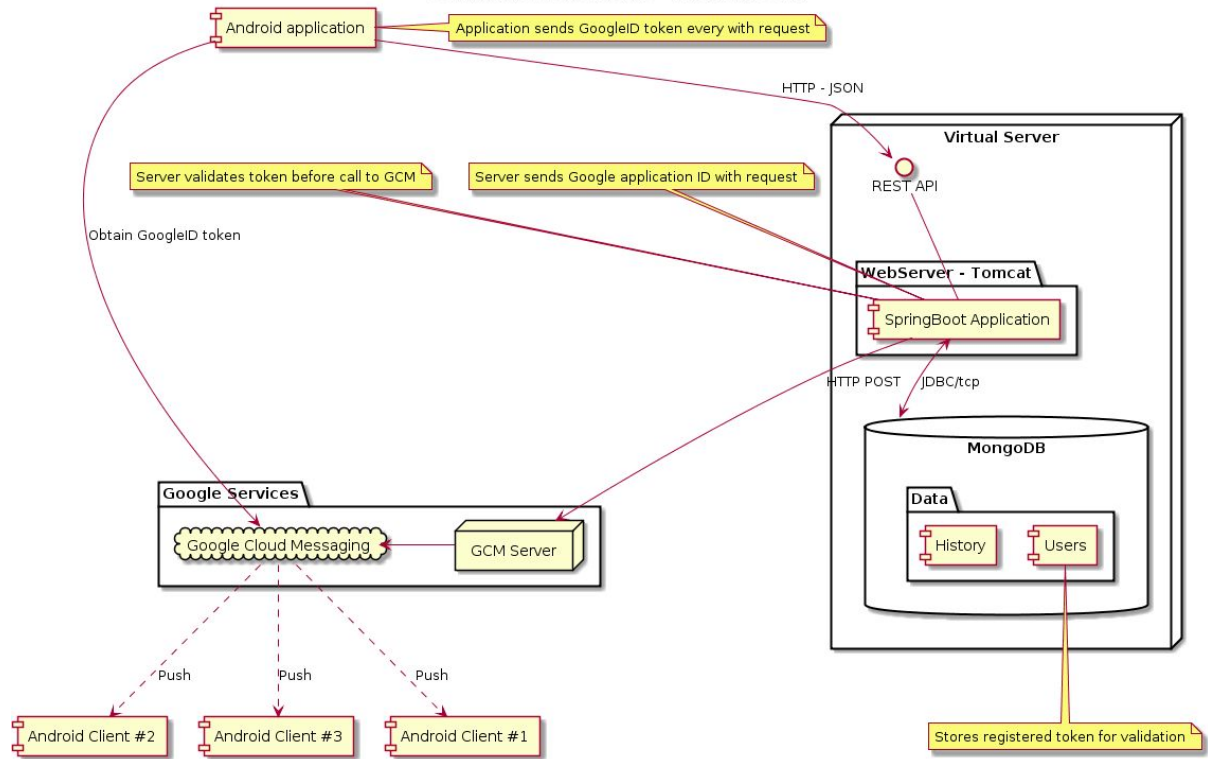 Android application
Application sends GoogleID token every with request
HTTP - JSON
Virtual Server
Server validates token before call to GCM
Server sends Google application ID with request
REST API
Obtain GoogleID token
WebServer - Tomcat
SpringBoot Application
HTTP POST
JDBC/tcp
MongoDB
Google Services
Data
Google Cloud Messaging
GCM Server
History
Users
Push
Push
Push
Android Client #2
Android Client #3
Android Client #1
Stores registered token for validation